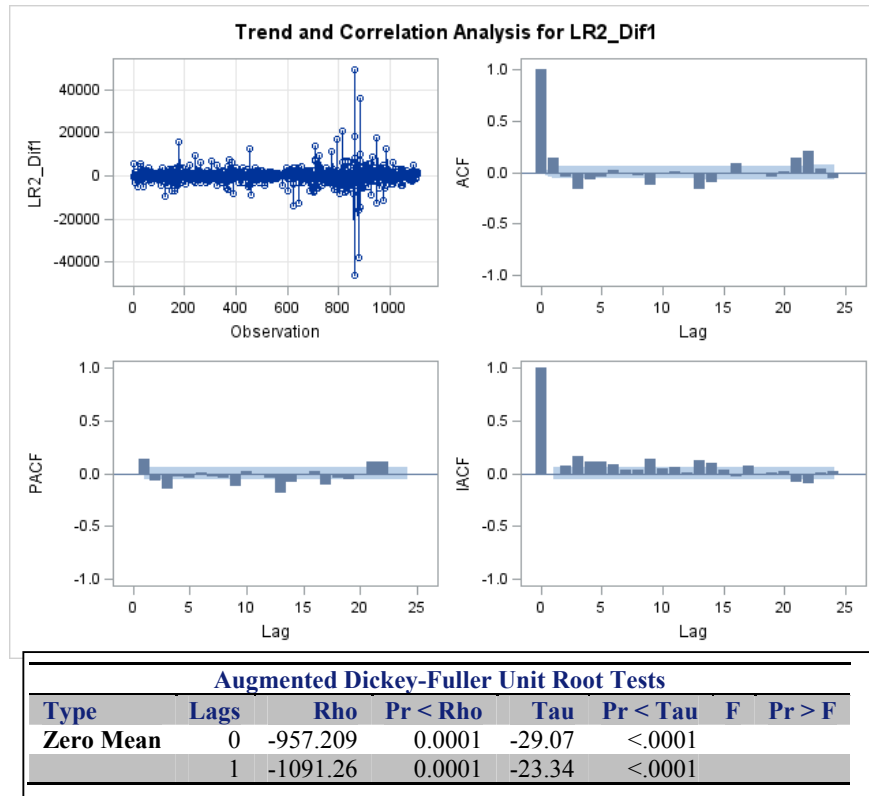 Trend and Correlation Analysis for LR2_Dif1
LR2_Dif1
40000
20000
0
-20000
-40000
0 200 400 600 800 1000
Observation
ACF
1.0
0.5
0.0
-0.5
-1.0
0 5 10 15 20 25
Lag
PACF
1.0
0.5
0.0
-0.5
-1.0
0 5 10 15 20 25
Lag
IACF
1.0
0.5
0.0
-0.5
-1.0
0 5 10 15 20 25
Lag
Augmented Dickey-Fuller Unit Root Tests
Type Lags Rho Pr < Rho Tau Pr < Tau F Pr > F
Zero Mean 0 -957.209 0.0001 -29.07 <.0001
1 -1091.26 0.0001 -23.34 <.0001